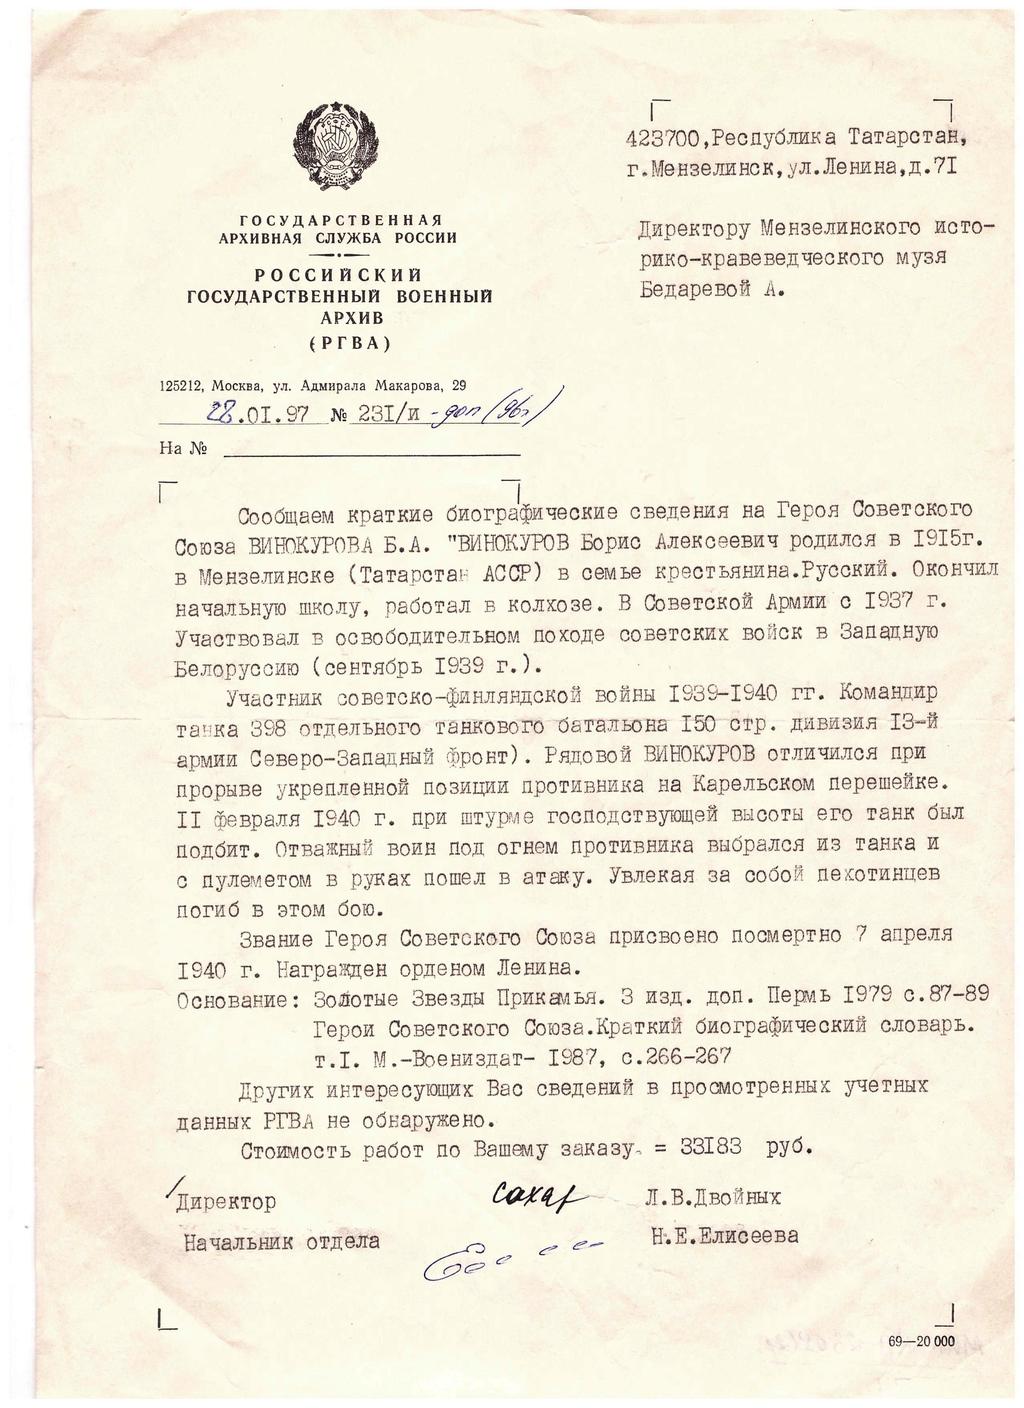 ГОСУДАРСТВЕННАЯ
АРХИВНАЯ СЛУЖБА РОССИИ
РОССИЙСКИЙ
ГОСУДАРСТВЕННЫЙ ВОЕННЫЙ
АРХИВ
(РГВА)
125212, Москва, ул. Адмирала Макарова, 29
28.01.97 № 231/и -доп (96г)
На №
423700,Республика Татарстан,
г.Мензелинск,ул.Ленина,д.71
Директору Мензелинского исто-
рико-краеведческого музя
Бедаревой А.
Сообщаем краткие биографические сведения на Героя Советского
Союза ВИНОКУРОВА Б.А. "ВИНОКУРОВ Борис Алексеевич родился в 1915г.
в Мензелинске (Татарстан АССР) в семье крестьянина.Русский. Окончил
начальную школу, работал в колхозе. В Советской Армии с 1937 г.
Участвовал в освободительном походе советских войск в Западную
Белоруссию (сентябрь 1939 г.).
Участник советско-финляндской войны 1939-1940 гг. Командир
танка 398 отдельного танкового батальона 150 стр. дивизия 13-й
армии Северо-Западный фронт). Рядовой ВИНОКУРОВ отличился при
прорыве укрепленной позиции противника на Карельском перешейке.
11 февраля 1940 г. при штурме господствующей высоты его танк был
подбит. Отважный воин под огнем противника выбрался из танка и
с пулеметом в руках пошел в атаку. Увлекая за собой пехотинцев
погиб в этом бою.
Звание Героя Советского Союза присвоено посмертно 7 апреля
1940 г. Награжден орденом Ленина.
Основание: Золотые Звезды Прикамья. 3 изд. доп. Пермь 1979 с.87-89
Герои Советского Союза.Краткий биографический словарь.
т.1. М.-Воениздат- 1987, с.266-267
Других интересующих Вас сведений в просмотренных учетных
данных РГВА не обнаружено.
Стоимость работ по Вашему заказу = 33183 руб.
Директор Л.В.Двойных
Начальник отдела Н.Е.Елисеева
69—20 000